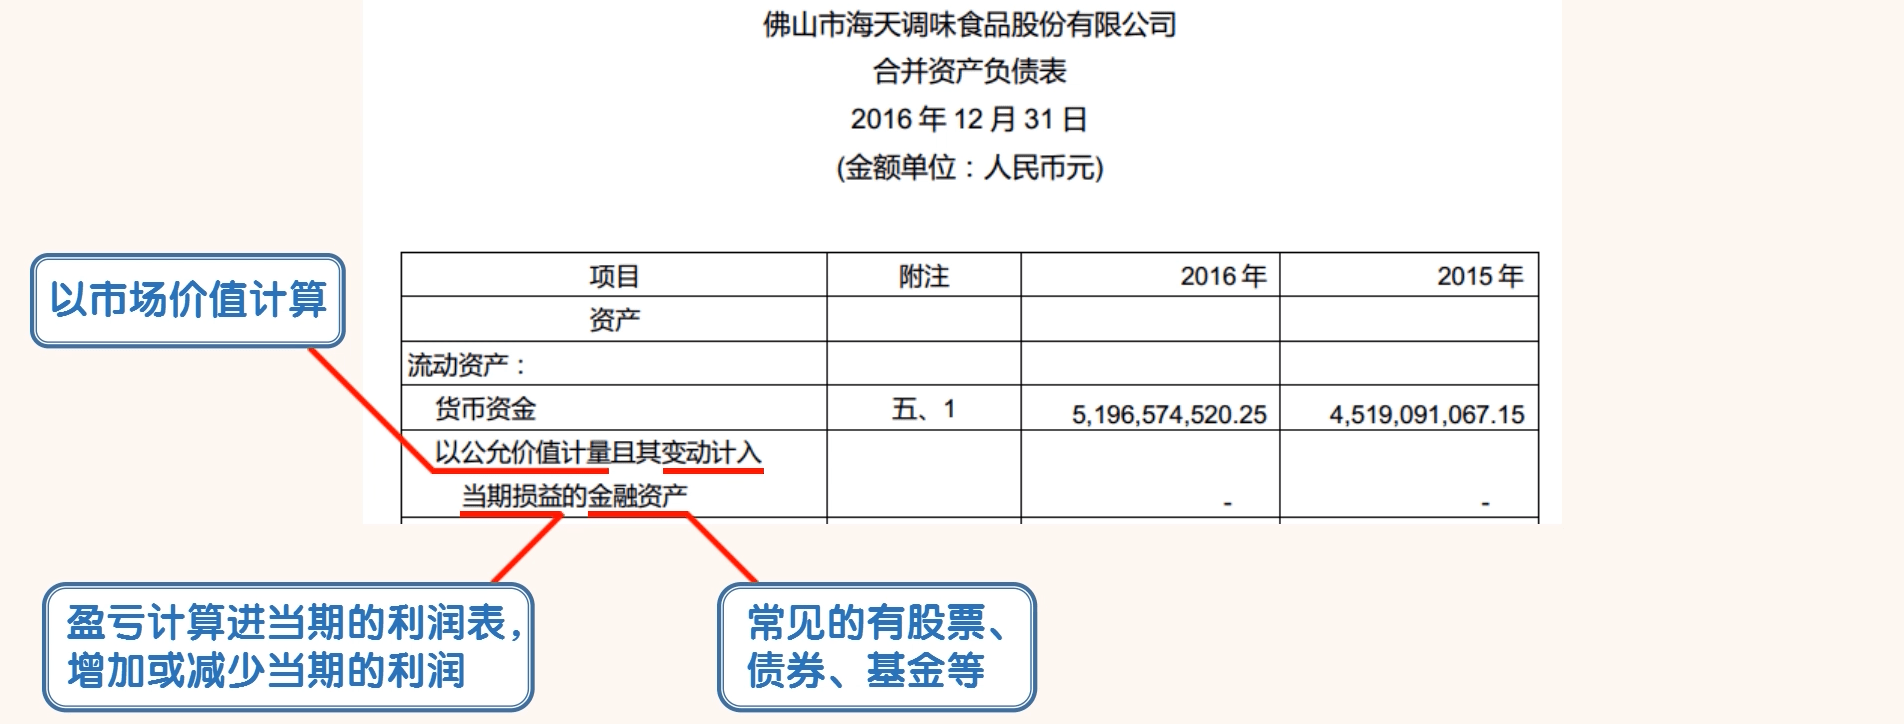 佛山市海天调味食品股份有限公司
合并资产负债表
2016 年 12 月 31 日
(金额单位：人民币元)
以市场价值计算
项目 附注 2016 年 2015 年
资产
流动资产：
货币资金 五、1 5,196,574,520.25 4,519,091,067.15
以公允价值计量且其变动计入
当期损益的金融资产 - -
盈亏计算进当期的利润表，
增加或减少当期的利润
常见的有股票、
债券、基金等